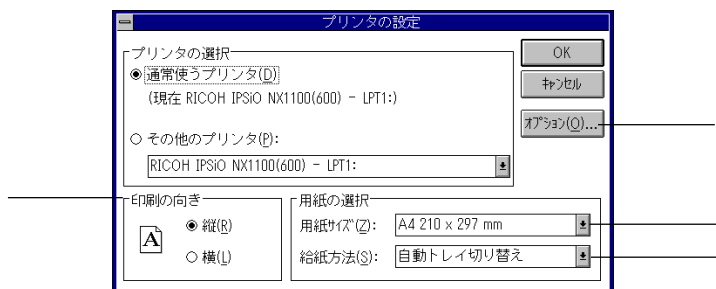 プリンタの設定
プリンタの選択
通常使うプリンタ(D)
(現在 RICOH IPSiO NX1100(600) - LPT1:)
その他のプリンタ(P):
RICOH IPSiO NX1100(600) - LPT1:
OK
ｷｬﾝｾﾙ
ｵﾌﾟｼｮﾝ(O)...
印刷の向き
A
縦(R)
横(L)
用紙の選択
用紙ｻｲｽﾞ(Z): A4 210 x 297 mm
給紙方法(S): 自動トレイ切り替え